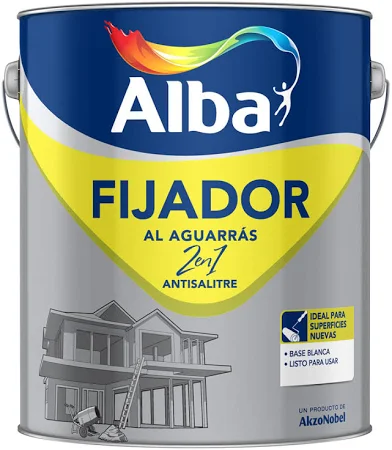 Alba
FIJADOR
AL AGUARRÁS
2en1
ANTISALITRE
IDEAL PARA
SUPERFICIES
NUEVAS
• BASE BLANCA
• LISTO PARA USAR
UN PRODUCTO DE
AkzoNobel